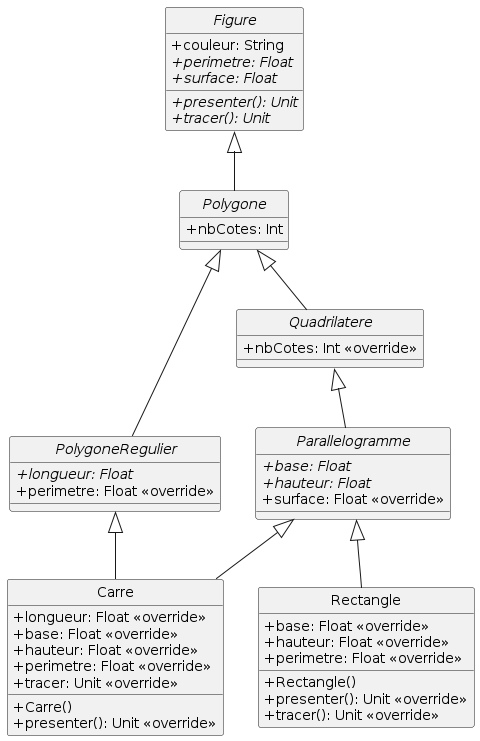 Figure
+couleur: String
+perimetre: Float
+surface: Float
+presenter(): Unit
+tracer(): Unit
Polygone
+nbCotes: Int
Quadrilatere
+nbCotes: Int «override»
PolygoneRegulier
+longueur: Float
+perimetre: Float «override»
Parallelogramme
+base: Float
+hauteur: Float
+surface: Float «override»
Carre
+longueur: Float «override»
+base: Float «override»
+hauteur: Float «override»
+perimetre: Float «override»
+tracer: Unit «override»
+Carre()
+presenter(): Unit «override»
Rectangle
+base: Float «override»
+hauteur: Float «override»
+perimetre: Float «override»
+Rectangle()
+presenter(): Unit «override»
+tracer(): Unit «override»